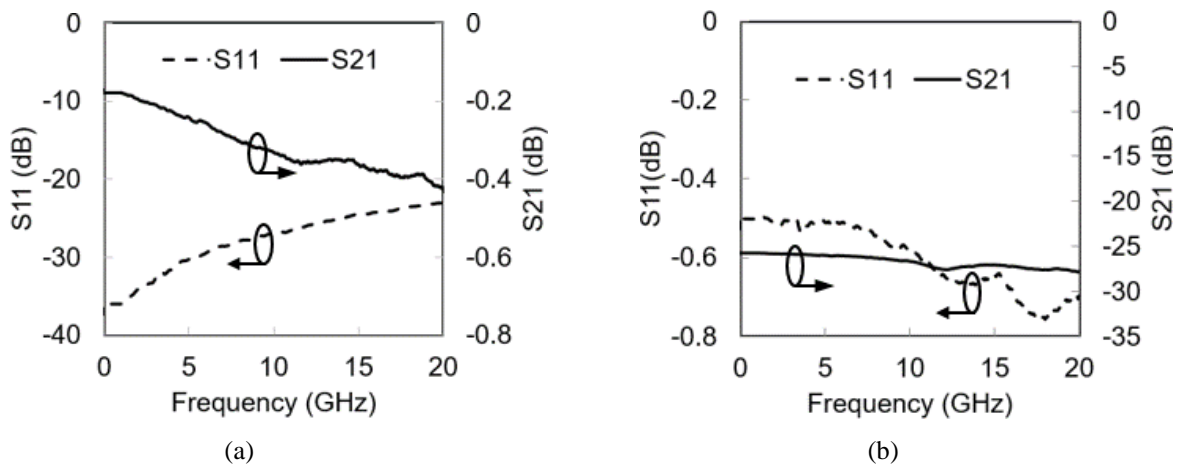 0
-10
-20
-30
-40
S11 (dB)
S11 S21
0
-0.2
-0.4
-0.6
-0.8
S21 (dB)
0 5 10 15 20
Frequency (GHz)
(a)
0
-0.2
-0.4
-0.6
-0.8
S11(dB)
S11 S21
0
-5
-10
-15
-20
-25
-30
-35
S21 (dB)
0 5 10 15 20
Frequency (GHz)
(b)